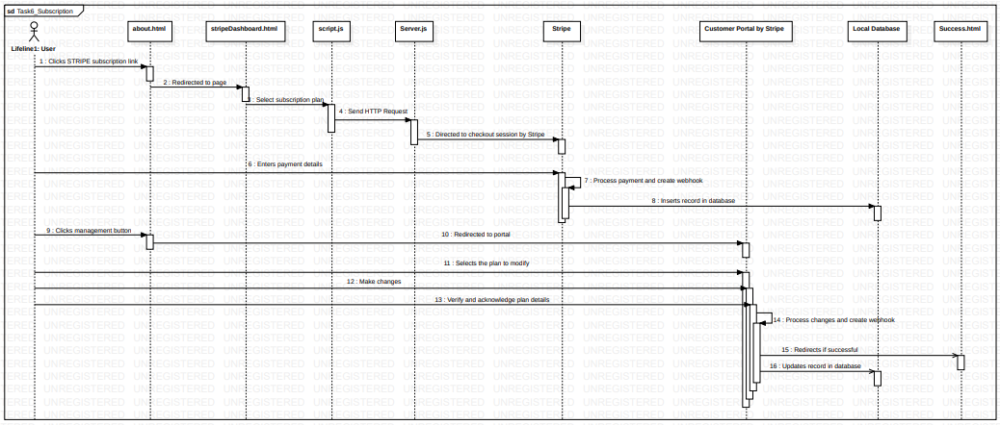 sd Task6_Subscription
Lifeline1: User
about.html
stripeDashboard.html
script.js
Server.js
Stripe
Customer Portal by Stripe
Local Database
Success.html
1 : Clicks STRIPE subscription link
2 : Redirected to page
3 : Select subscription plan
4 : Send HTTP Request
5 : Directed to checkout session by Stripe
6 : Enters payment details
7 : Process payment and create webhook
8 : Inserts record in database
9 : Clicks management button
10 : Redirected to portal
11 : Selects the plan to modify
12 : Make changes
13 : Verify and acknowledge plan details
14 : Process changes and create webhook
15 : Redirects if successful
16 : Updates record in database
UNREGISTERED